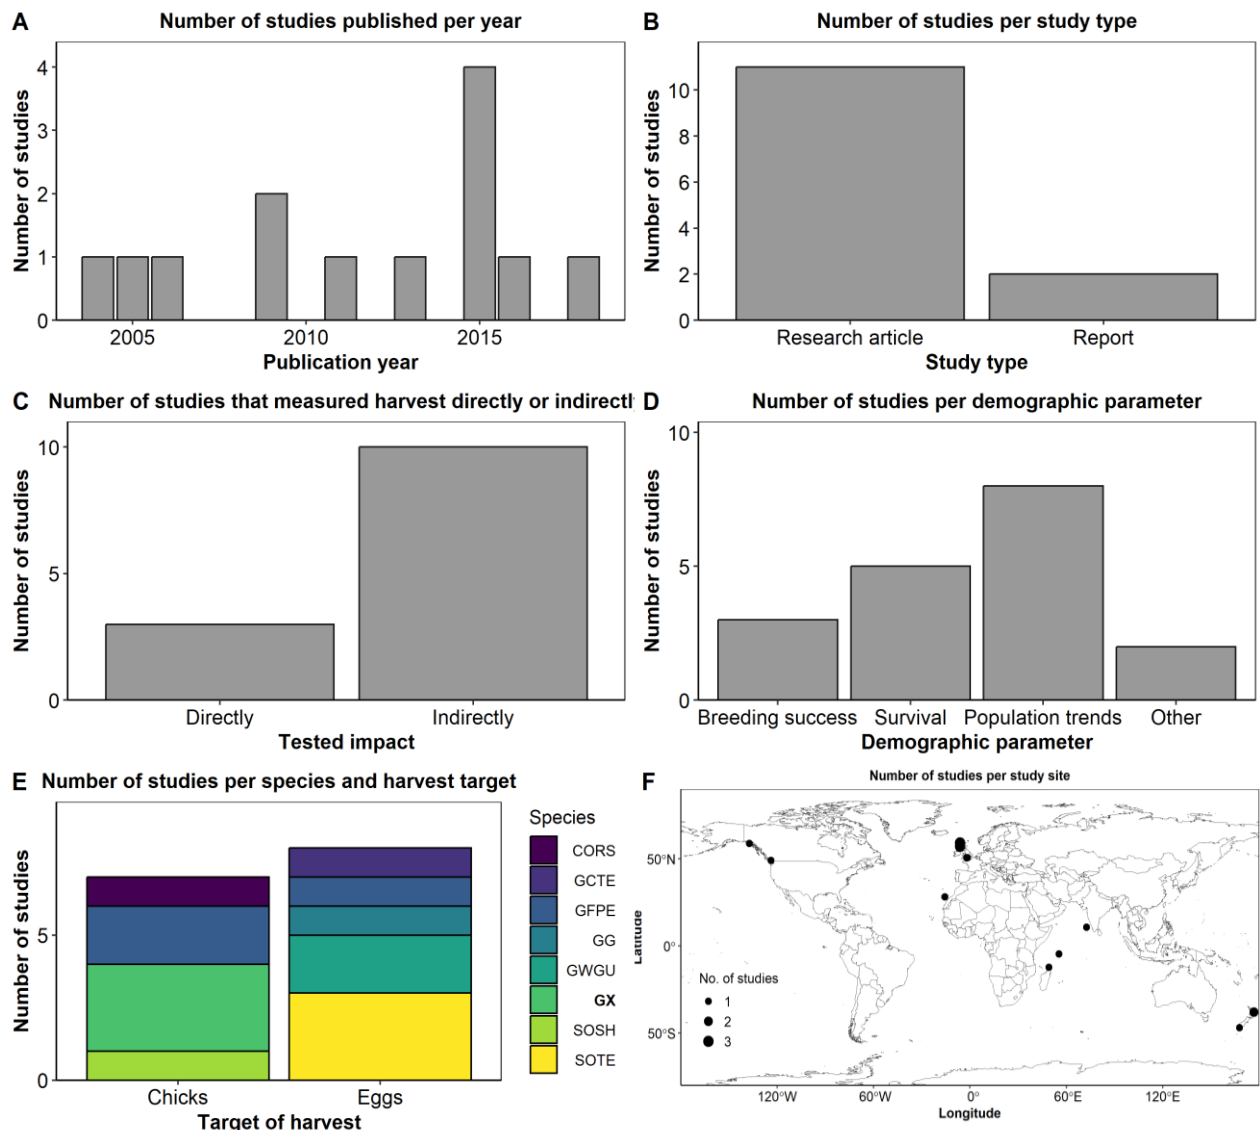 A Number of studies published per year
Number of studies
4
3
2
1
0
2005 2010 2015
Publication year
B Number of studies per study type
Number of studies
10
8
6
4
2
0
Research article Report
Study type
C Number of studies that measured harvest directly or indirectl
Number of studies
10
5
0
Directly Indirectly
Tested impact
D Number of studies per demographic parameter
Number of studies
10
5
0
Breeding success Survival Population trends Other
Demographic parameter
E Number of studies per species and harvest target
Number of studies
5
0
Chicks Eggs
Target of harvest
Species
CORS
GCTE
GFPE
GG
GWGU
GX
SOSH
SOTE
F Number of studies per study site
Latitude
50°N
0°
50°S
No. of studies
1
2
3
120°W 60°W 0° 60°E 120°E
Longitude